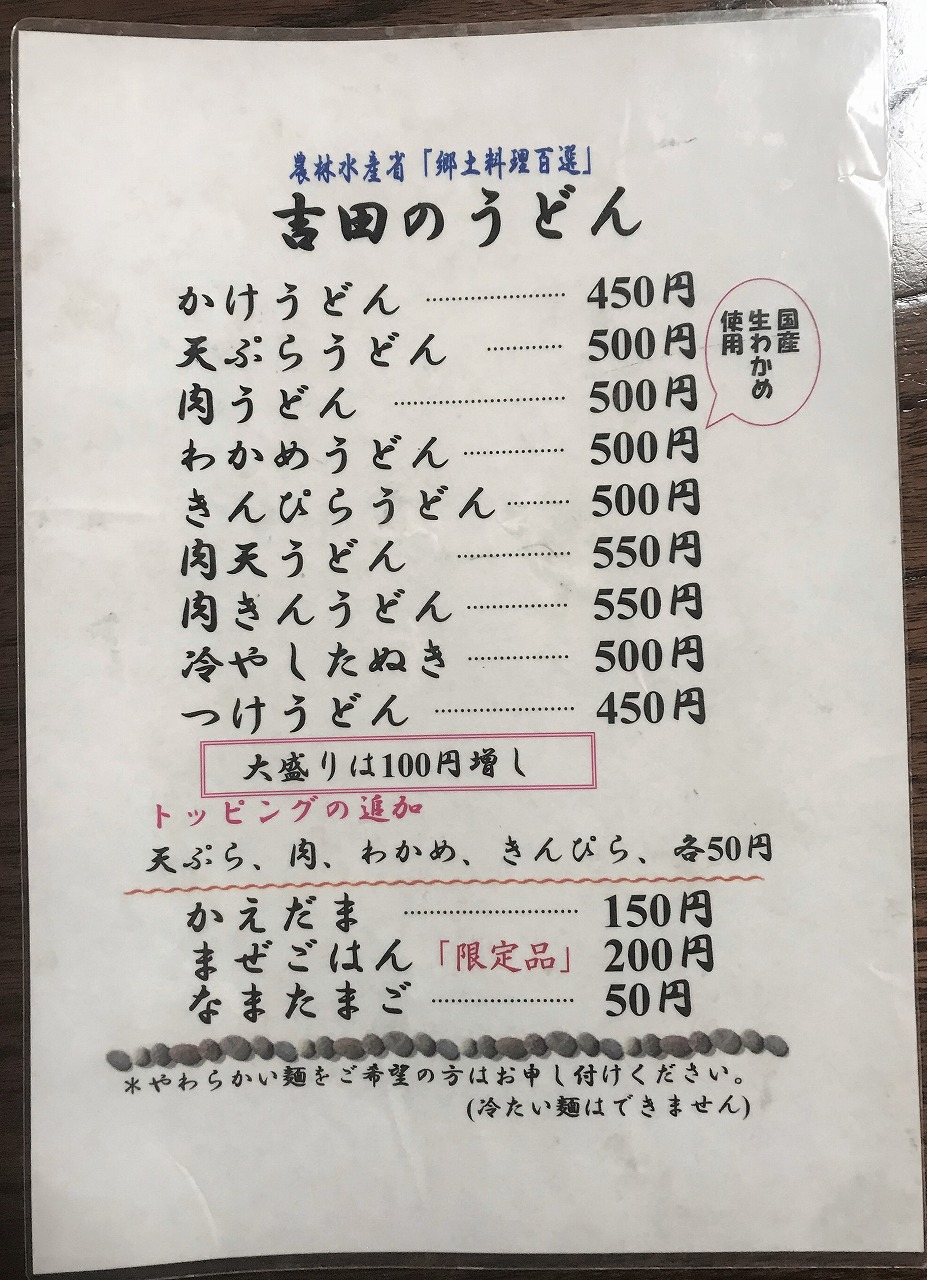 農林水産省「郷土料理百選」
吉田のうどん
かけうどん ……………… 450円
天ぷらうどん ……… 500円
肉うどん ………………… 500円
わかめうどん ………… 500円
国産
生わかめ
使用
きんぴらうどん ……… 500円
肉天うどん …………… 550円
肉きんうどん ………… 550円
冷やしたぬき ………… 500円
つけうどん …………… 450円
大盛りは100円増し
トッピングの追加
天ぷら、肉、わかめ、きんぴら、各50円
かえだま ………………… 150円
まぜごはん「限定品」 200円
なまたまご …………… 50円
＊やわらかい麺をご希望の方はお申し付けください。
(冷たい麺はできません)